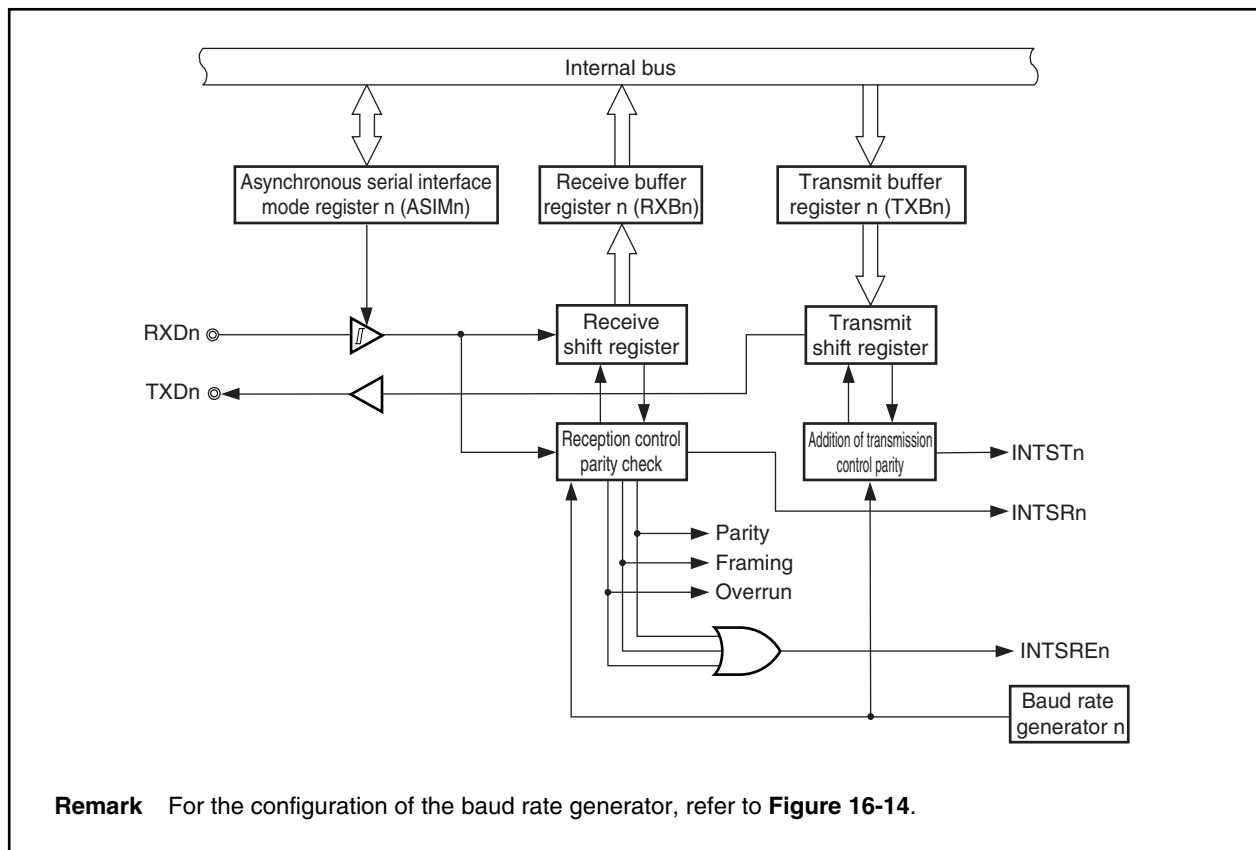 Internal bus
Asynchronous serial interface
mode register n (ASIMn)
Receive buffer
register n (RXBn)
Transmit buffer
register n (TXBn)
RXDn
Receive
shift register
Transmit
shift register
TXDn
Reception control
parity check
Addition of transmission
control parity
INTSTn
INTSRn
Parity
Framing
Overrun
INTSREn
Baud rate
generator n
Remark For the configuration of the baud rate generator, refer to Figure 16-14.